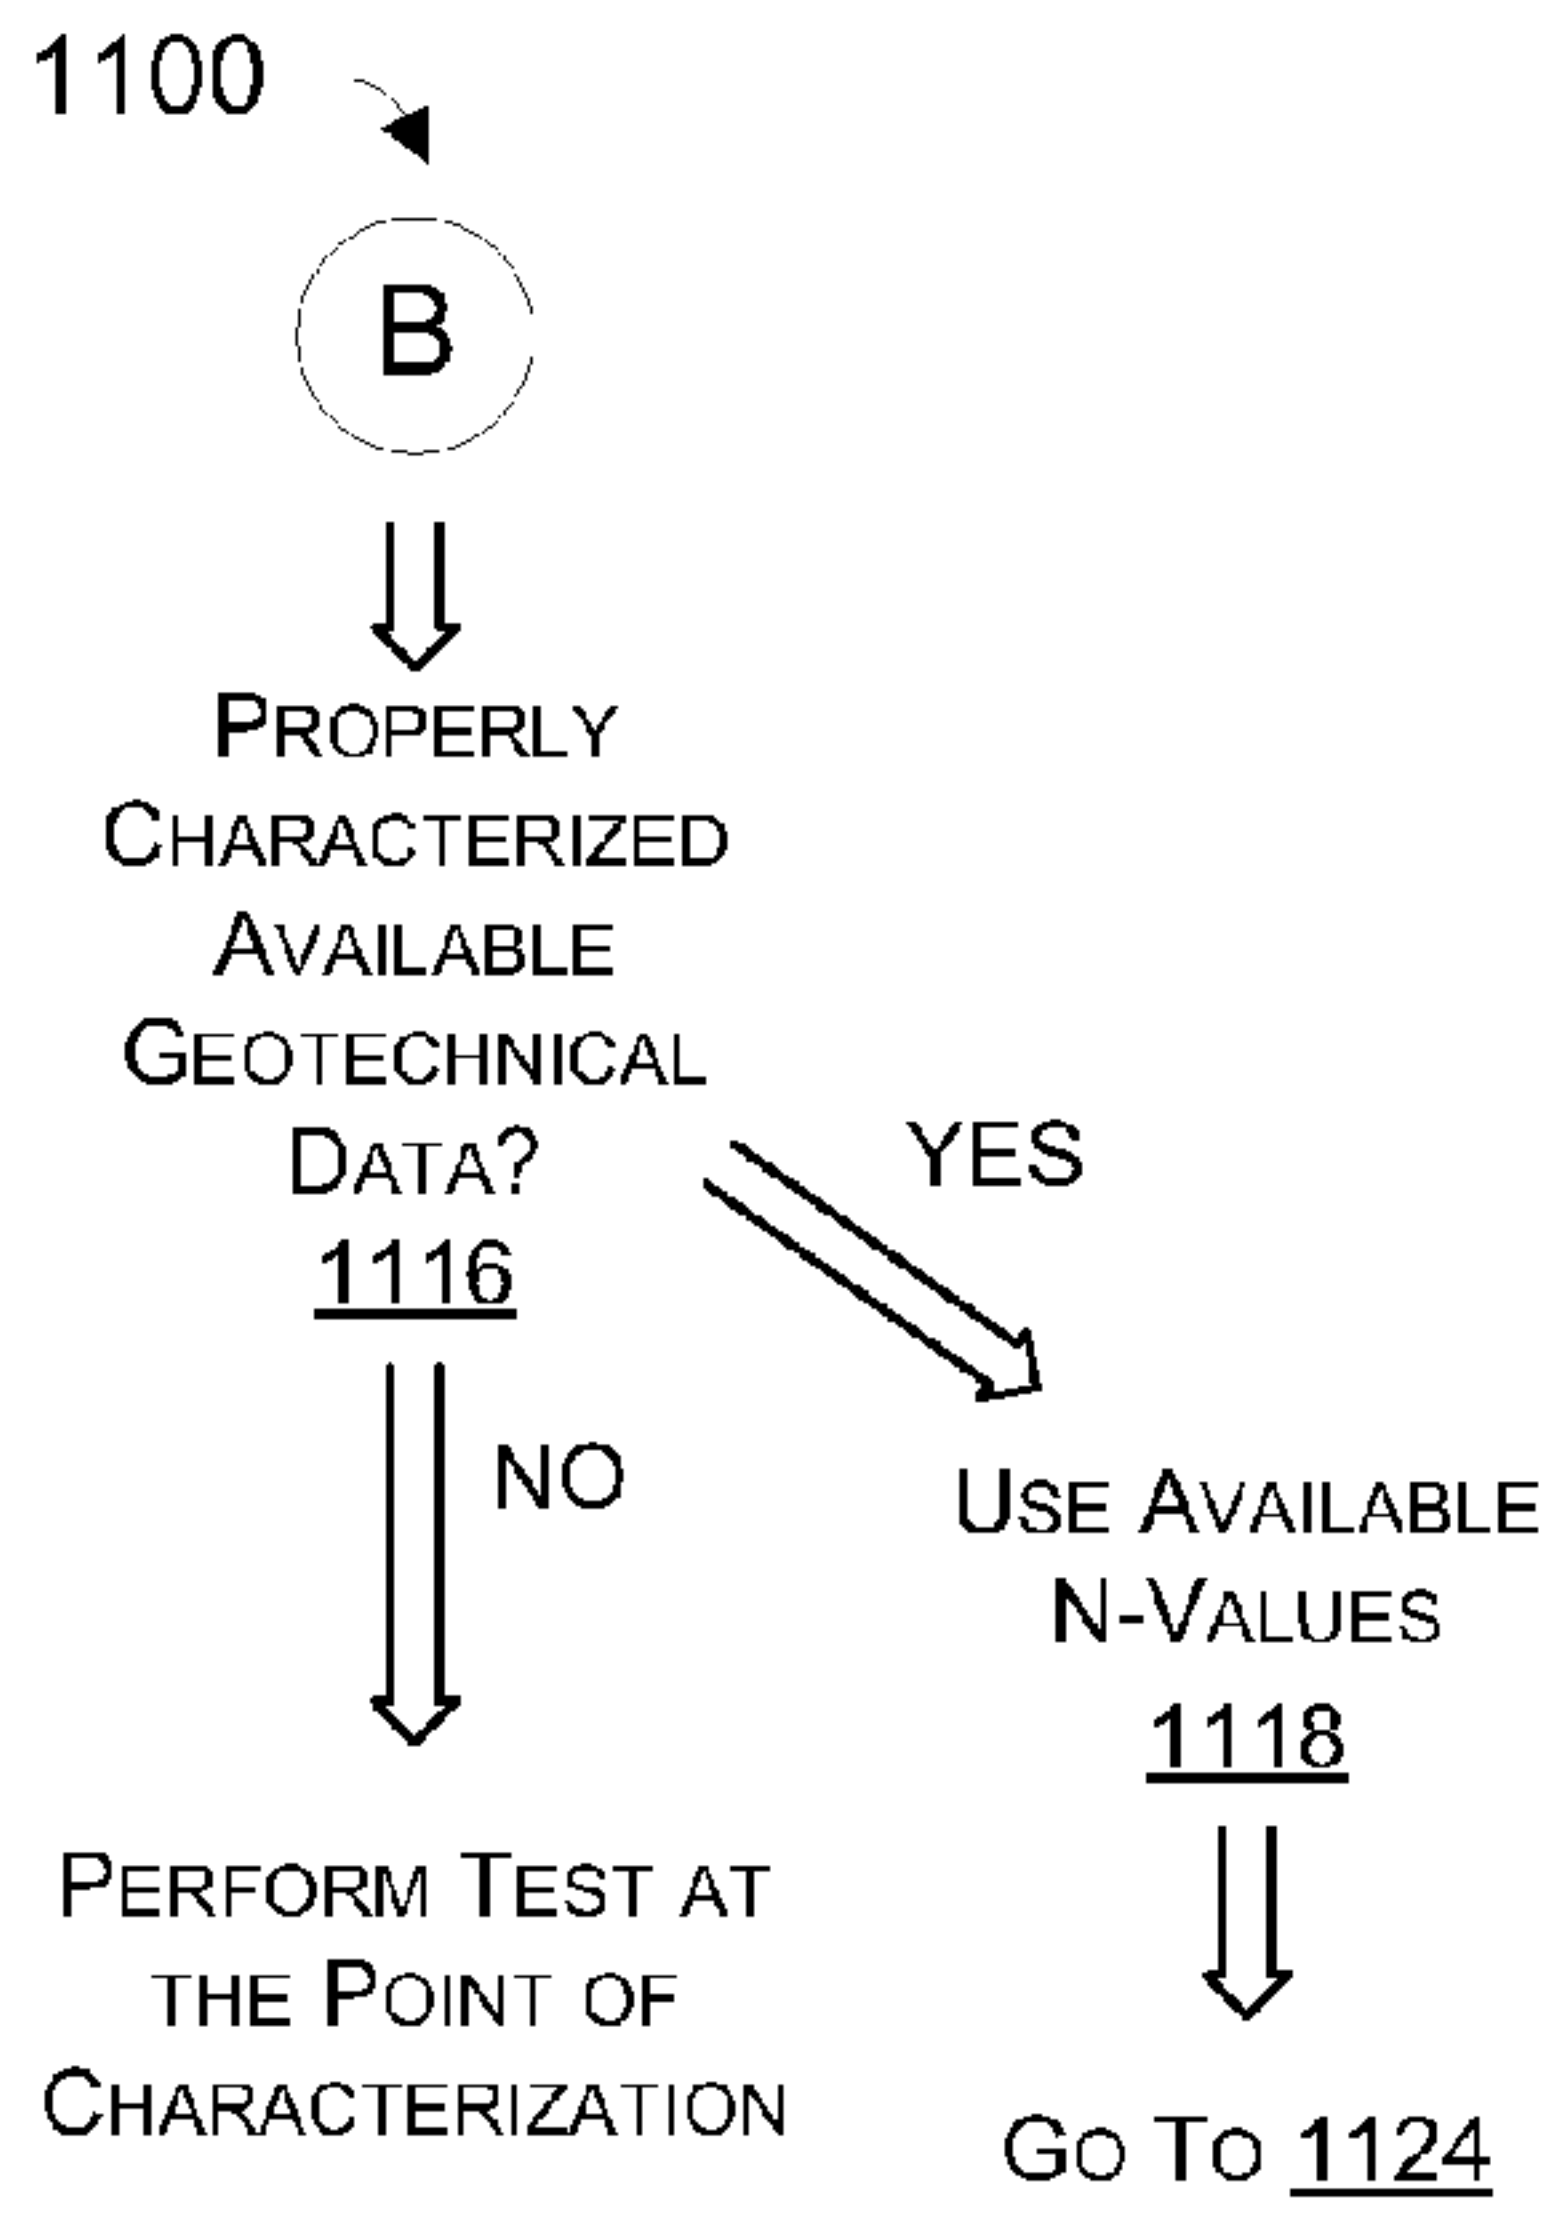 1100
B
PROPERLY
CHARACTERIZED
AVAILABLE
GEOTECHNICAL
DATA?
1116
YES
NO
USE AVAILABLE
N-VALUES
1118
PERFORM TEST AT
THE POINT OF
CHARACTERIZATION
GO TO 1124